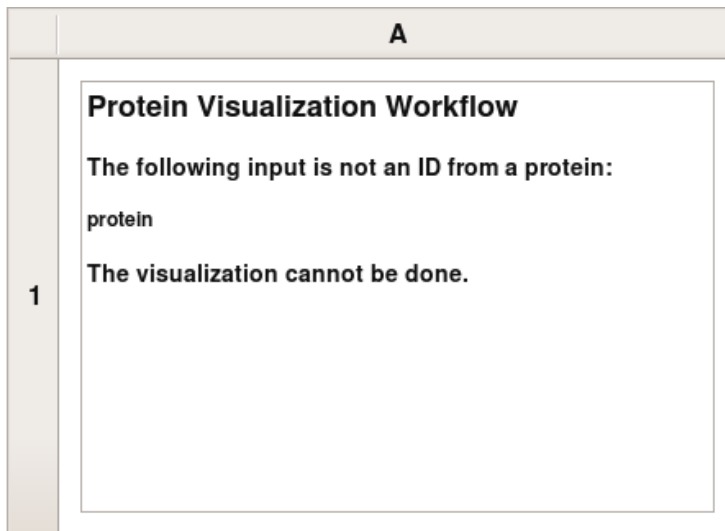 A
1
Protein Visualization Workflow
The following input is not an ID from a protein:
protein
The visualization cannot be done.